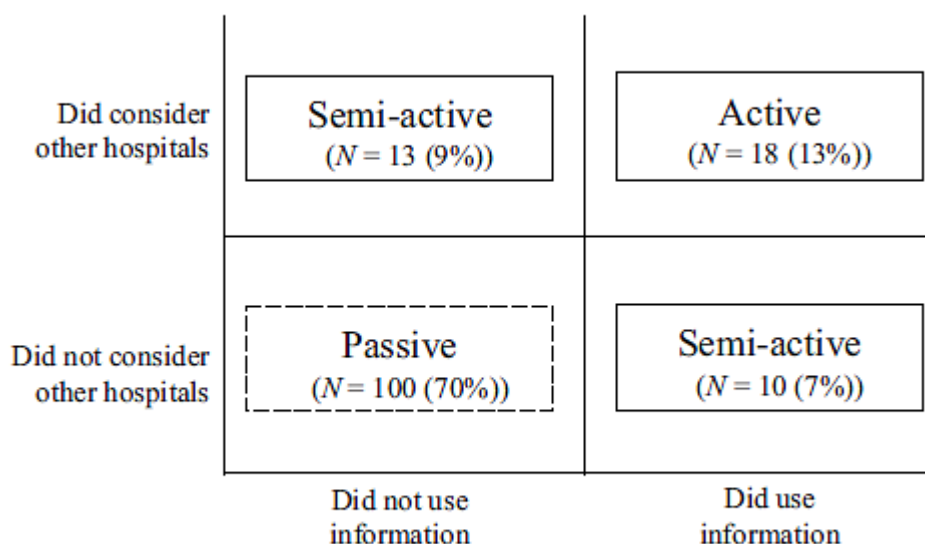 Did consider
other hospitals
Semi-active
(N = 13 (9%))
Active
(N = 18 (13%))
Did not consider
other hospitals
Passive
(N = 100 (70%))
Semi-active
(N = 10 (7%))
Did not use
information
Did use
information